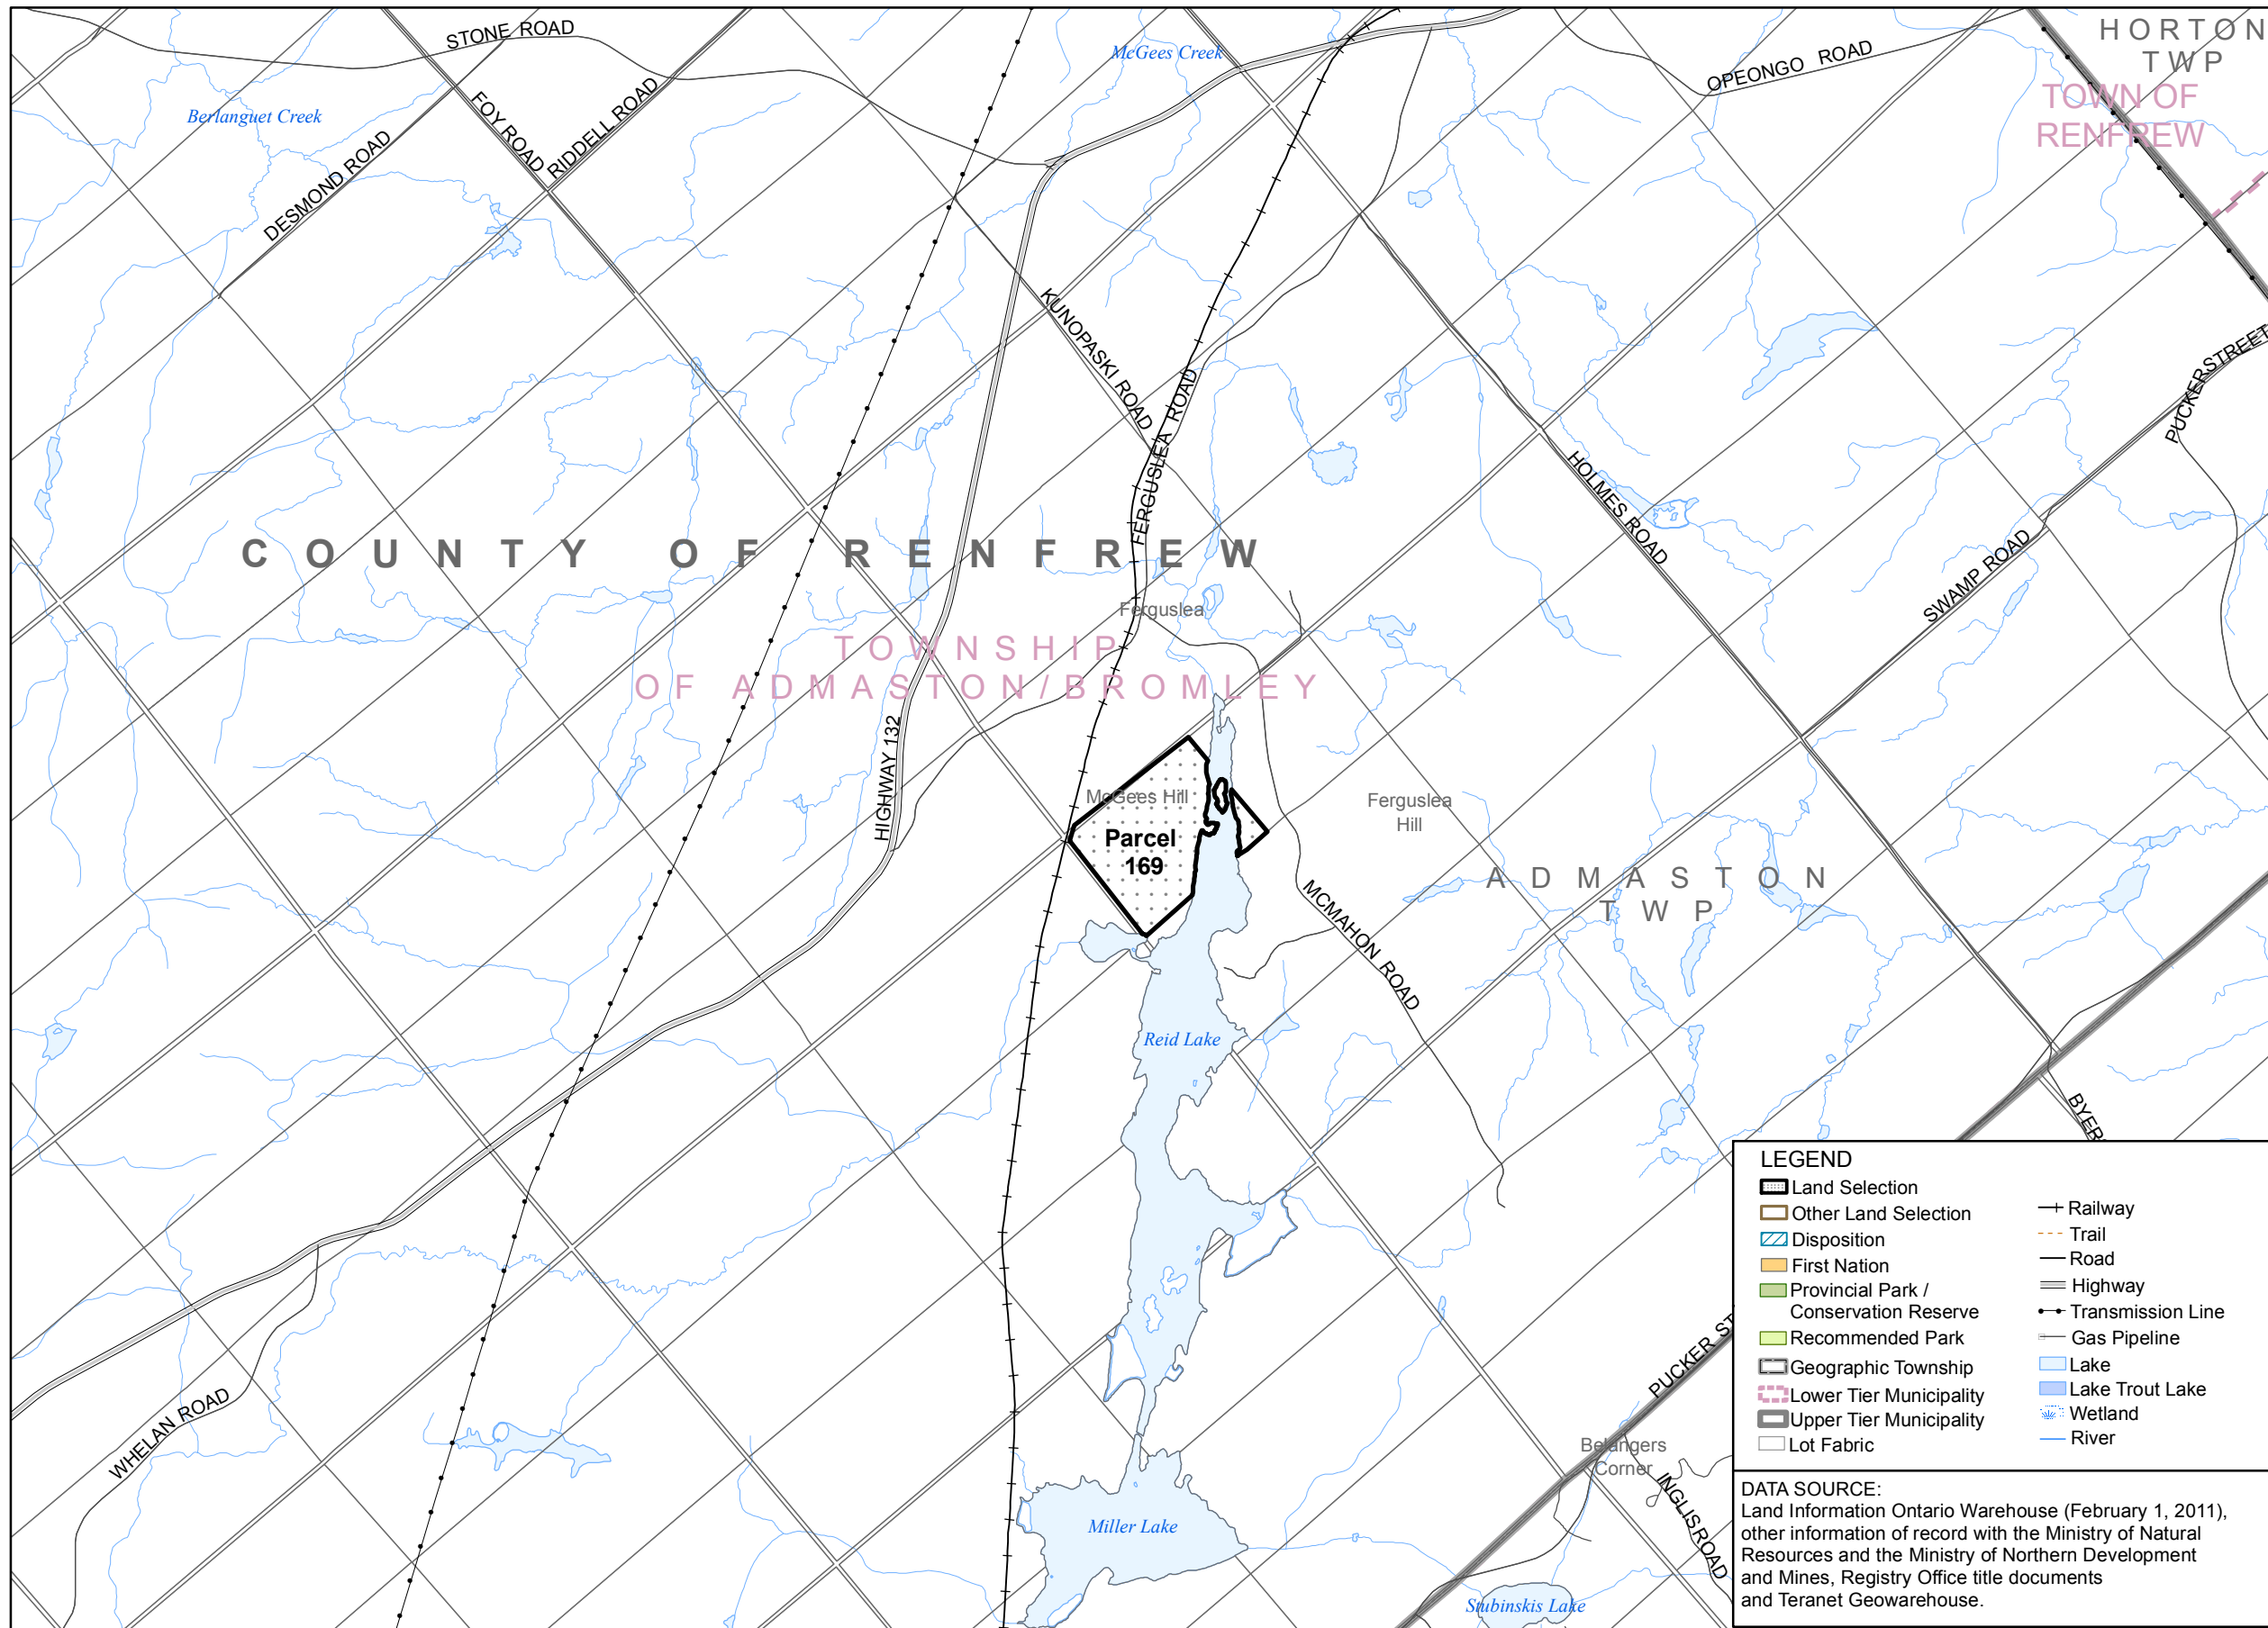 STONE ROAD
McGees Creek
HORTON
TWP
OPEONGO ROAD
TOWN OF
RENFREW
Berlanguet Creek
FOY ROAD
RIDDELL ROAD
DESMOND ROAD
KUNOPASKI ROAD
FERGUSLEA ROAD
PUCKER STREET
HOLMES ROAD
SWAMP ROAD
COUNTY OF RENFREW
Ferguslea
TOWNSHIP
OF ADMASTON/BROMLEY
HIGHWAY 132
McGees Hill
Parcel
169
Ferguslea
Hill
ADMASTON
TWP
MCMAHON ROAD
Reid Lake
BYERS
WHELAN ROAD
PUCKER ST
Belangers
Corner
INGLIS ROAD
Miller Lake
Stubinskis Lake
LEGEND
Land Selection
Other Land Selection
Disposition
First Nation
Provincial Park /
Conservation Reserve
Recommended Park
Geographic Township
Lower Tier Municipality
Upper Tier Municipality
Lot Fabric
Railway
Trail
Road
Highway
Transmission Line
Gas Pipeline
Lake
Lake Trout Lake
Wetland
River
DATA SOURCE:
Land Information Ontario Warehouse (February 1, 2011),
other information of record with the Ministry of Natural
Resources and the Ministry of Northern Development
and Mines, Registry Office title documents
and Teranet Geowarehouse.